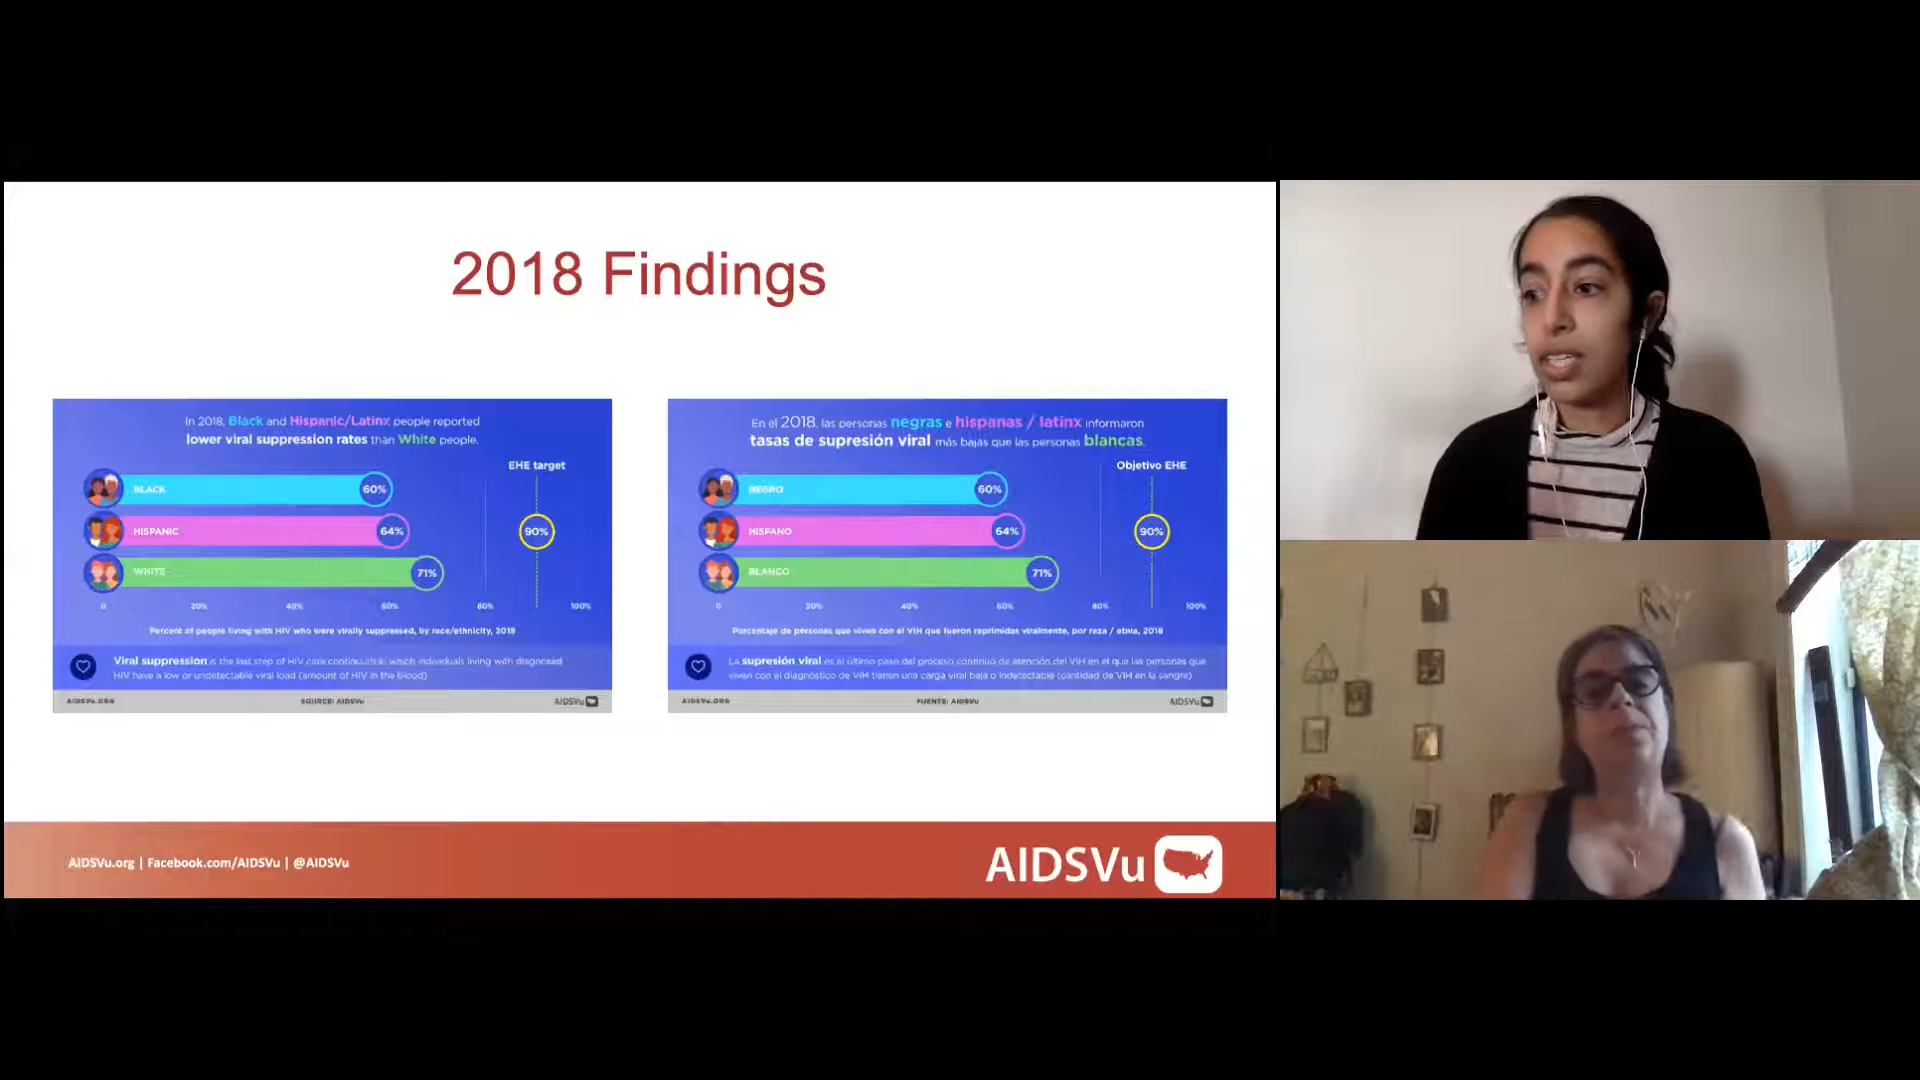 2018 Findings
In 2018, Black and Hispanic/Latinx people reported
lower viral suppression rates than White people.
EHE target
BLACK
60%
HISPANIC
64%
90%
WHITE
71%
0 20% 40% 60% 80% 100%
Percent of people living with HIV who were virally suppressed, by race/ethnicity, 2018
Viral suppression is the last step of HIV care continuum in which individuals living with diagnosed
HIV have a low or undetectable viral load (amount of HIV in the blood)
AIDSVu.ORG SOURCE: AIDSVu AIDSVu
En el 2018, las personas negras e hispanas / latinx informaron
tasas de supresión viral más bajas que las personas blancas.
Objetivo EHE
NEGRO
60%
HISPANO
64%
90%
BLANCO
71%
0 20% 40% 60% 80% 100%
Porcentaje de personas que viven con el VIH que fueron reprimidas viralmente, por raza / etnia, 2018
La supresión viral es el último paso del proceso continuo de atención del VIH en el que las personas que
viven con el diagnóstico de VIH tienen una carga viral baja o indetectable (cantidad de VIH en la sangre)
AIDSVu.ORG FUENTE: AIDSVu AIDSVu
AIDSVu.org | Facebook.com/AIDSVu | @AIDSVu
AIDSVu